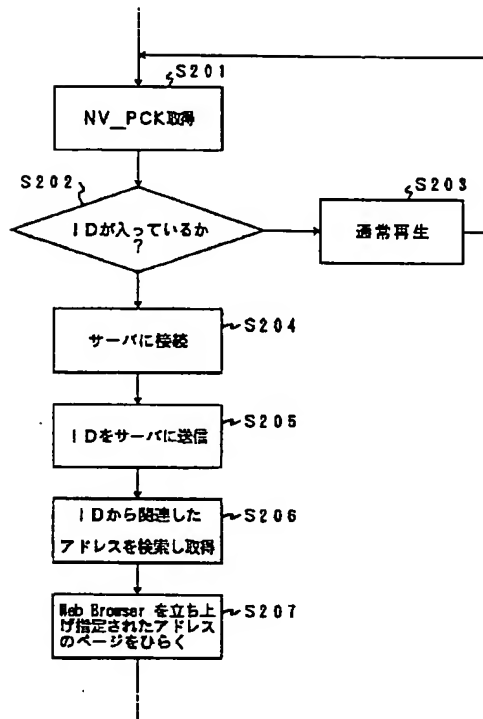 S201
NV_PCK取得
S202
IDが入っているか
?
S203
通常再生
サーバに接続
S204
IDをサーバに送信
S205
IDから関連した
アドレスを検索し取得
S206
Web Browser を立ち上
げ指定されたアドレス
のページをひらく
S207